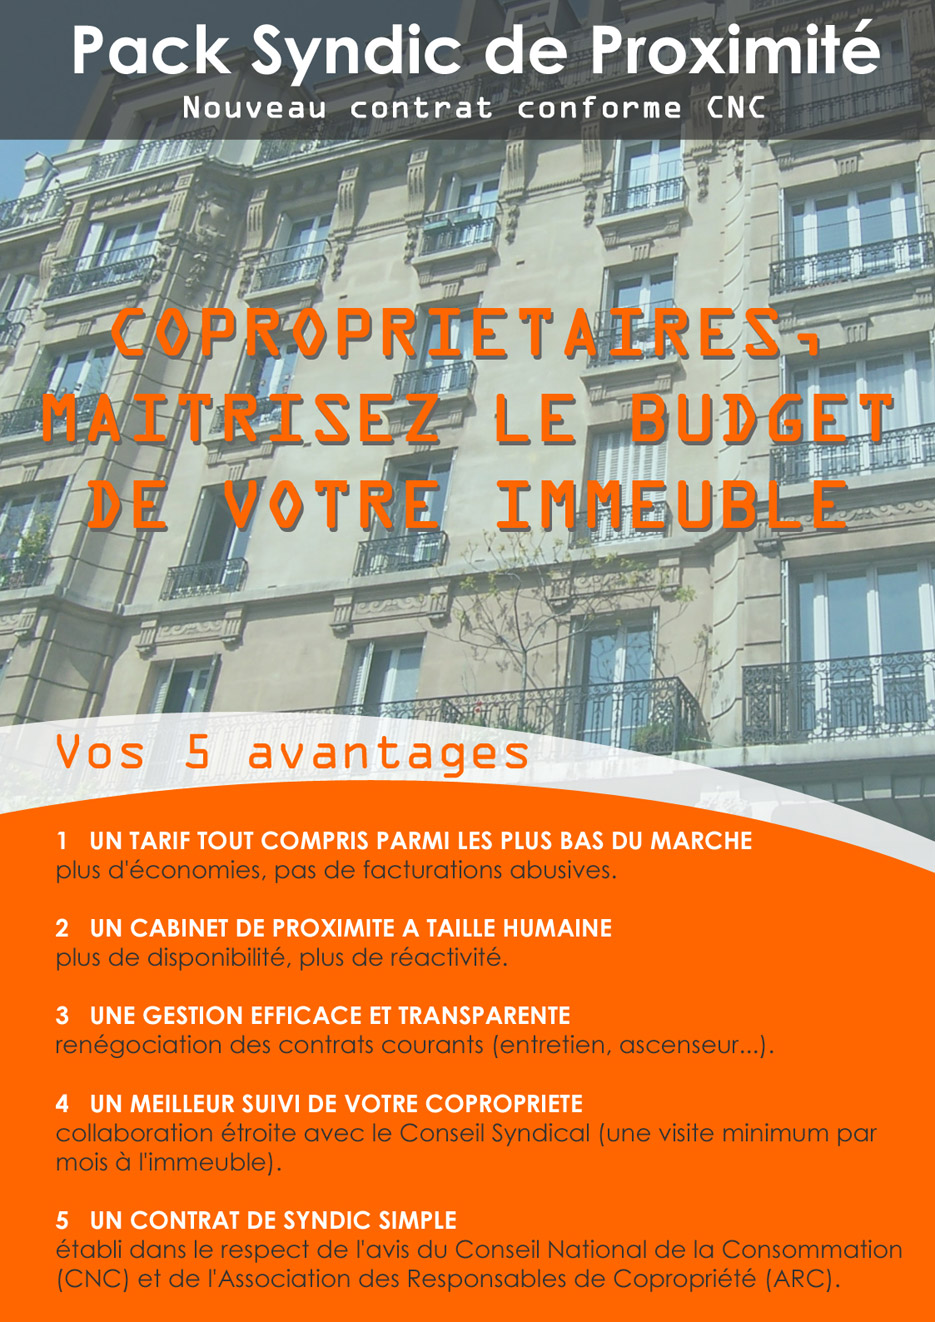 Pack Syndic de Proximité
Nouveau contrat conforme CNC
COPROPRIETAIRES,
MAITRISEZ LE BUDGET
DE VOTRE IMMEUBLE
Vos 5 avantages
1 UN TARIF TOUT COMPRIS PARMI LES PLUS BAS DU MARCHE
plus d'économies, pas de facturations abusives.
2 UN CABINET DE PROXIMITE A TAILLE HUMAINE
plus de disponibilité, plus de réactivité.
3 UNE GESTION EFFICACE ET TRANSPARENTE
renégociation des contrats courants (entretien, ascenseur...).
4 UN MEILLEUR SUIVI DE VOTRE COPROPRIETE
collaboration étroite avec le Conseil Syndical (une visite minimum par
mois à l'immeuble).
5 UN CONTRAT DE SYNDIC SIMPLE
établi dans le respect de l'avis du Conseil National de la Consommation
(CNC) et de l'Association des Responsables de Copropriété (ARC).